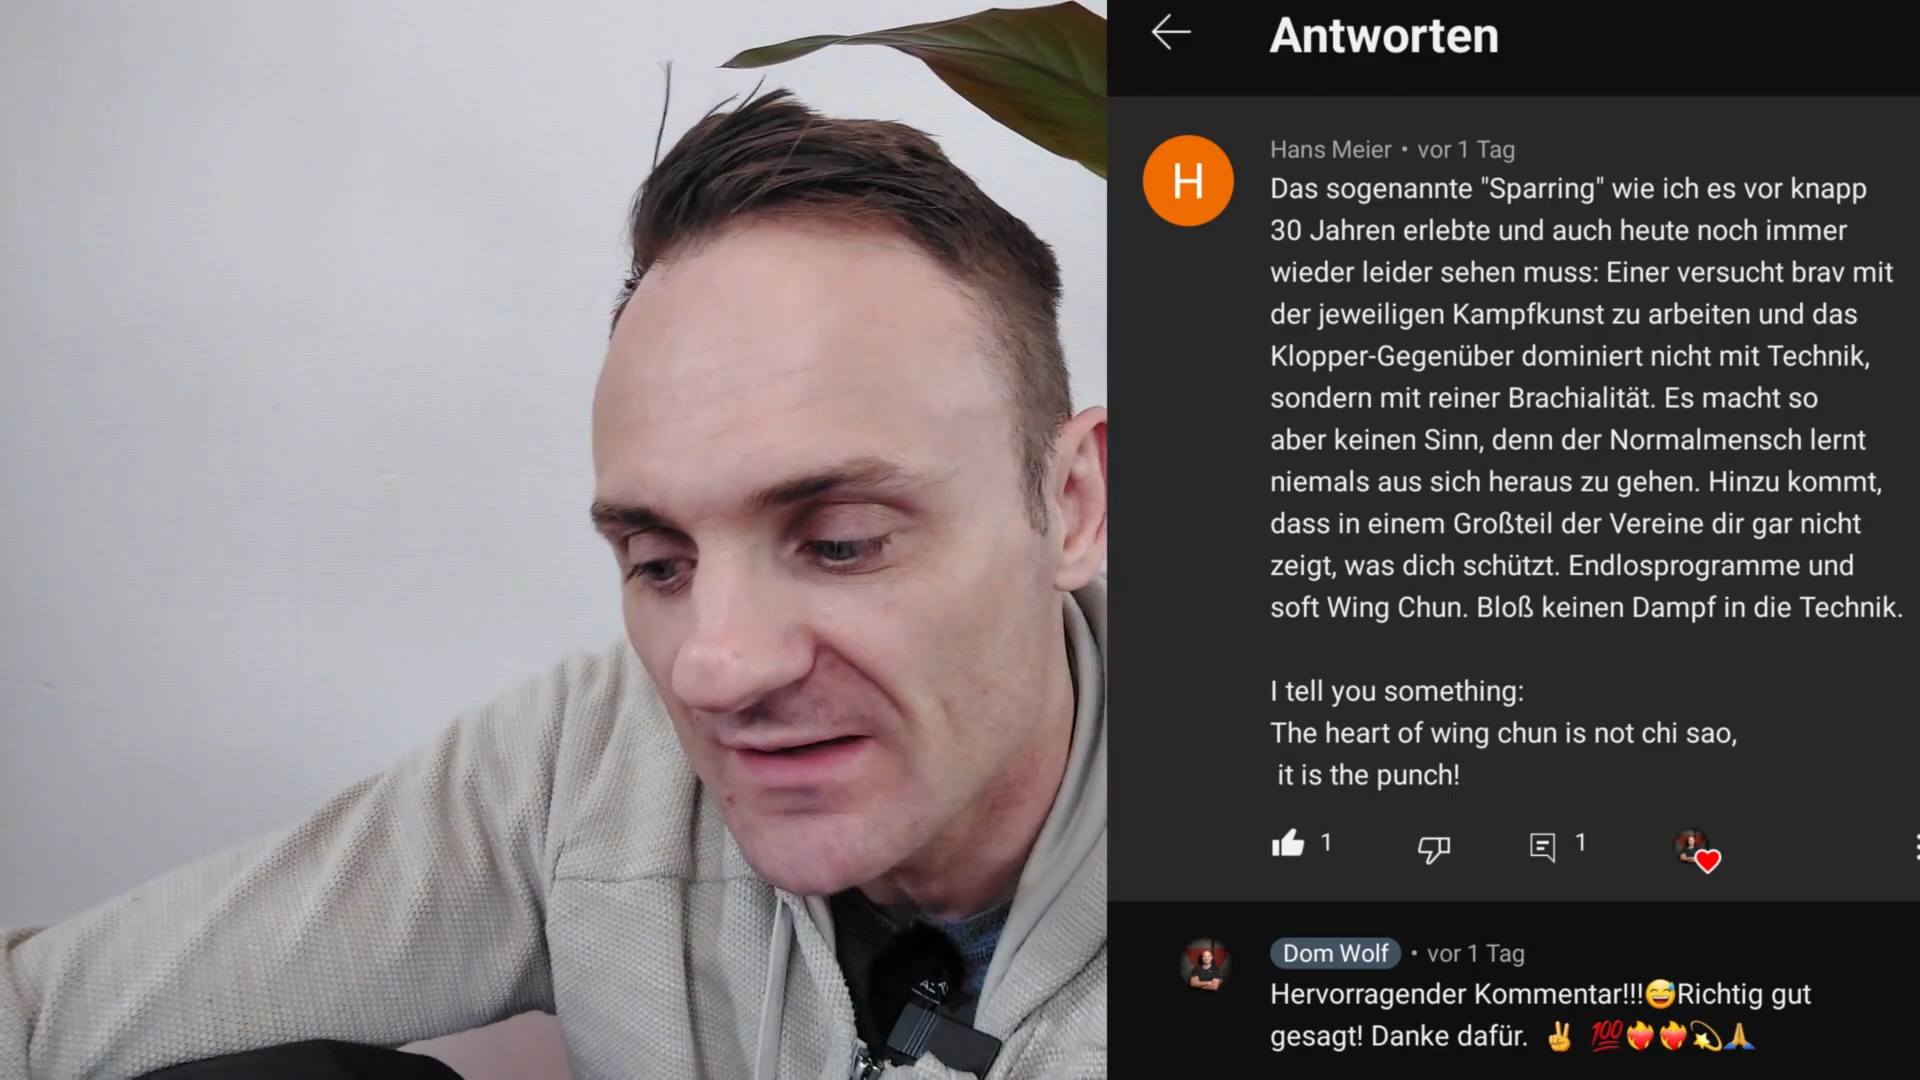 Antworten
Hans Meier • vor 1 Tag
H
Das sogenannte "Sparring" wie ich es vor knapp
30 Jahren erlebte und auch heute noch immer
wieder leider sehen muss: Einer versucht brav mit
der jeweiligen Kampfkunst zu arbeiten und das
Klopper-Gegenüber dominiert nicht mit Technik,
sondern mit reiner Brachialität. Es macht so
aber keinen Sinn, denn der Normalmensch lernt
niemals aus sich heraus zu gehen. Hinzu kommt,
dass in einem Großteil der Vereine dir gar nicht
zeigt, was dich schützt. Endlosprogramme und
soft Wing Chun. Bloß keinen Dampf in die Technik.
I tell you something:
The heart of wing chun is not chi sao,
it is the punch!
1 1
Dom Wolf • vor 1 Tag
Hervorragender Kommentar!!!😅Richtig gut
gesagt! Danke dafür. ✌️ 💯❤️‍🔥❤️‍🔥💫🙏